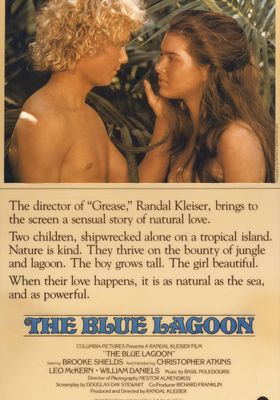 The director of “Grease,” Randal Kleiser, brings to
the screen a sensual story of natural love.
Two children, shipwrecked alone on a tropical island.
Nature is kind. They thrive on the bounty of jungle
and lagoon. The boy grows tall. The girl beautiful.
When their love happens, it is as natural as the sea,
and as powerful.
THE BLUE LAGOON
COLUMBIA PICTURES Presents A RANDAL KLEISER FILM
"THE BLUE LAGOON"
Starring BROOKE SHIELDS And Introducing CHRISTOPHER ATKINS
LEO McKERN • WILLIAM DANIELS Music by BASIL POLEDOURIS
Director of Photography NESTOR ALMENDROS
Screenplay by DOUGLAS DAY STEWART Co-Producer RICHARD FRANKLIN
Produced and Directed by RANDAL KLEISER